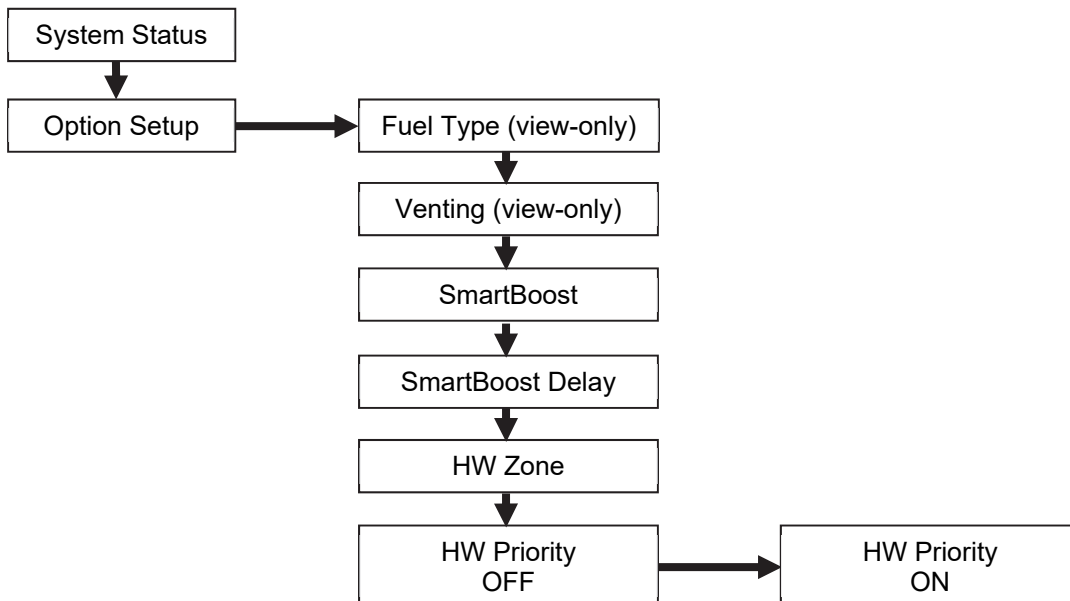 System Status
Option Setup
Fuel Type (view-only)
Venting (view-only)
SmartBoost
SmartBoost Delay
HW Zone
HW Priority
OFF
HW Priority
ON